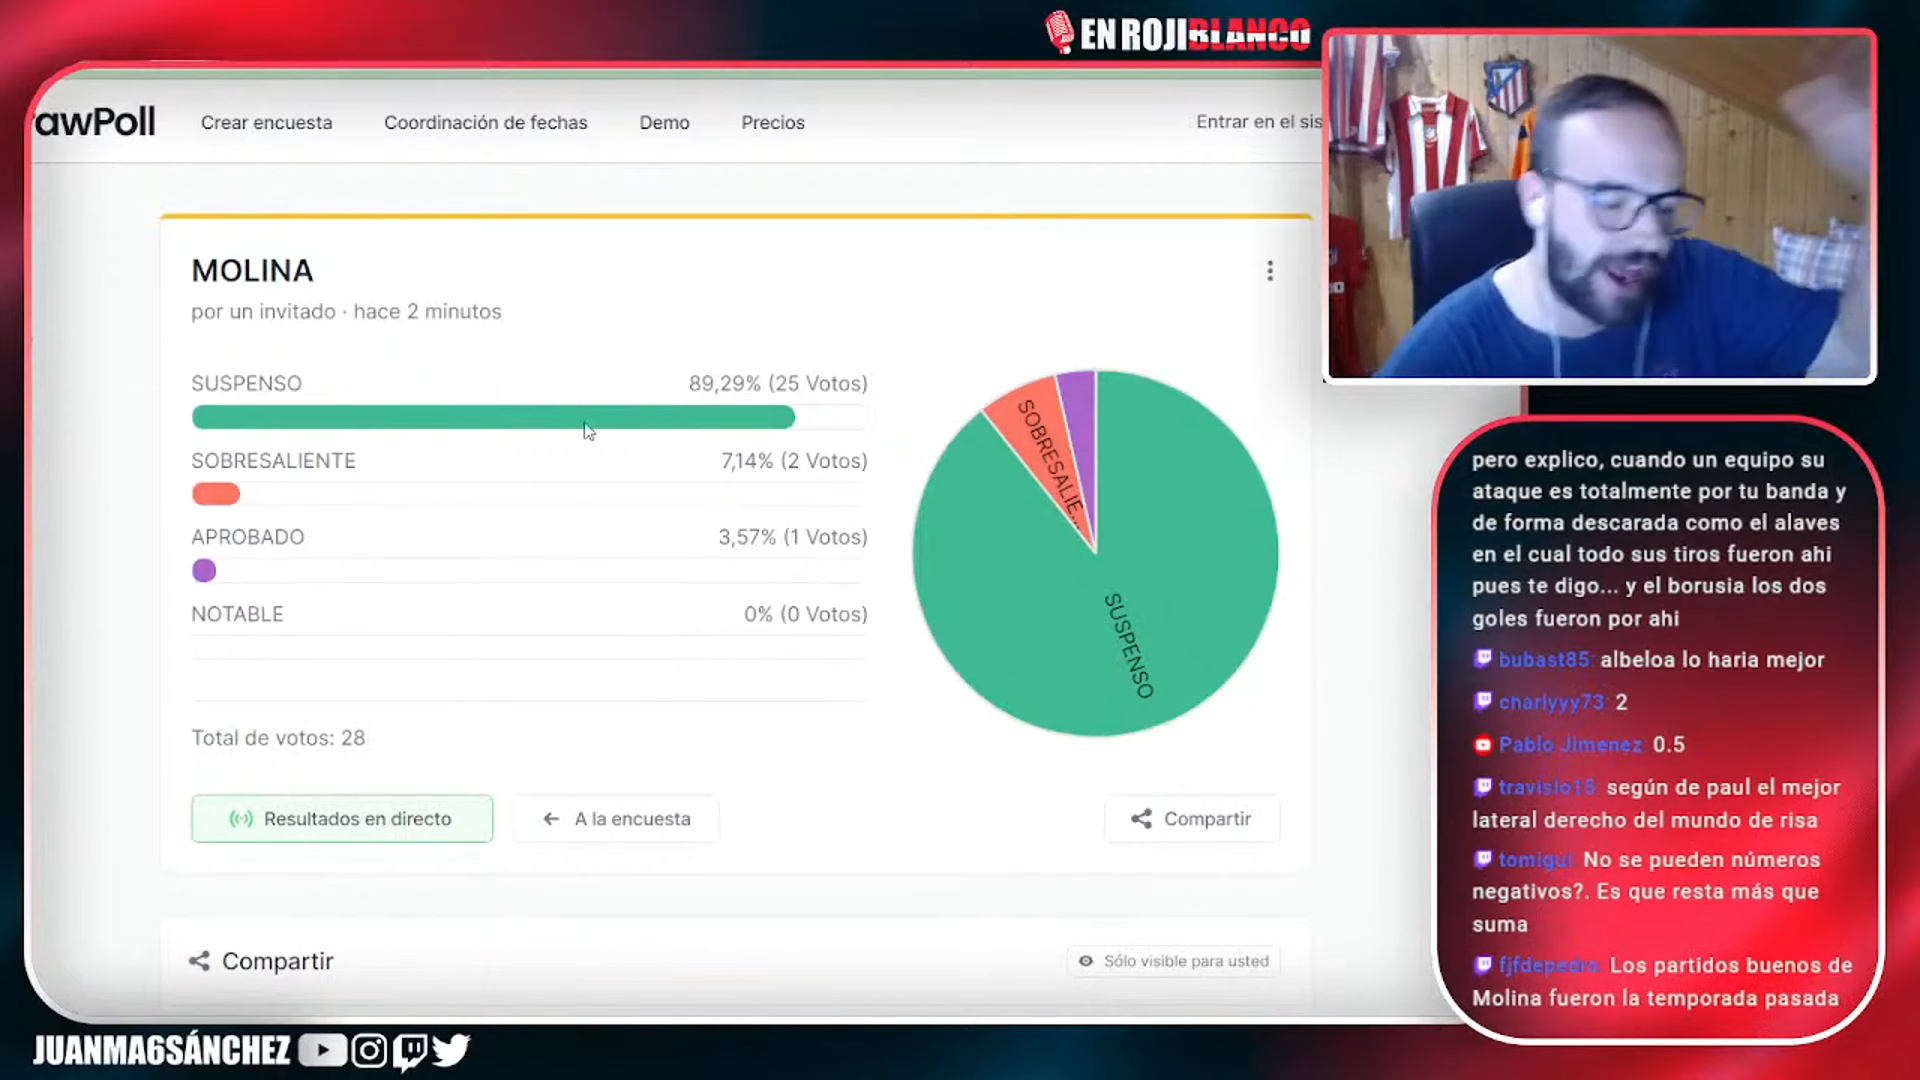 EN ROJIBLANCO
awPoll
Crear encuesta
Coordinación de fechas
Demo
Precios
Entrar en el sis
MOLINA
por un invitado · hace 2 minutos
SUSPENSO
89,29% (25 Votos)
SOBRESALIENTE
7,14% (2 Votos)
APROBADO
3,57% (1 Votos)
NOTABLE
0% (0 Votos)
Total de votos: 28
SOBRESALIE...
SUSPENSO
Resultados en directo
A la encuesta
Compartir
Compartir
Sólo visible para usted
pero explico, cuando un equipo su
ataque es totalmente por tu banda y
de forma descarada como el alaves
en el cual todo sus tiros fueron ahi
pues te digo... y el borusia los dos
goles fueron por ahi
bubast85: albeloa lo haria mejor
charlyyy73: 2
Pablo Jimenez: 0.5
travisio15: según de paul el mejor
lateral derecho del mundo de risa
tomigui: No se pueden números
negativos?. Es que resta más que
suma
fjfdepedro: Los partidos buenos de
Molina fueron la temporada pasada
JUANMA6SÁNCHEZ